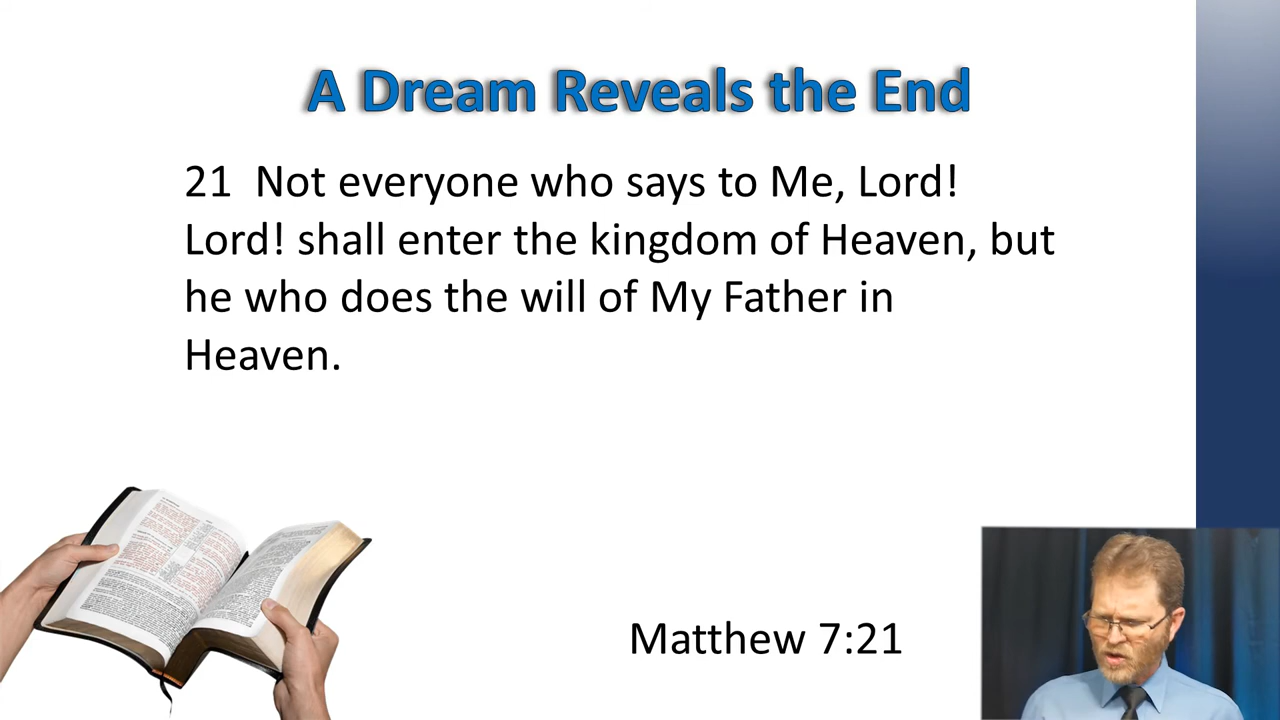 A Dream Reveals the End
21 Not everyone who says to Me, Lord!
Lord! shall enter the kingdom of Heaven, but
he who does the will of My Father in
Heaven.
Matthew 7:21